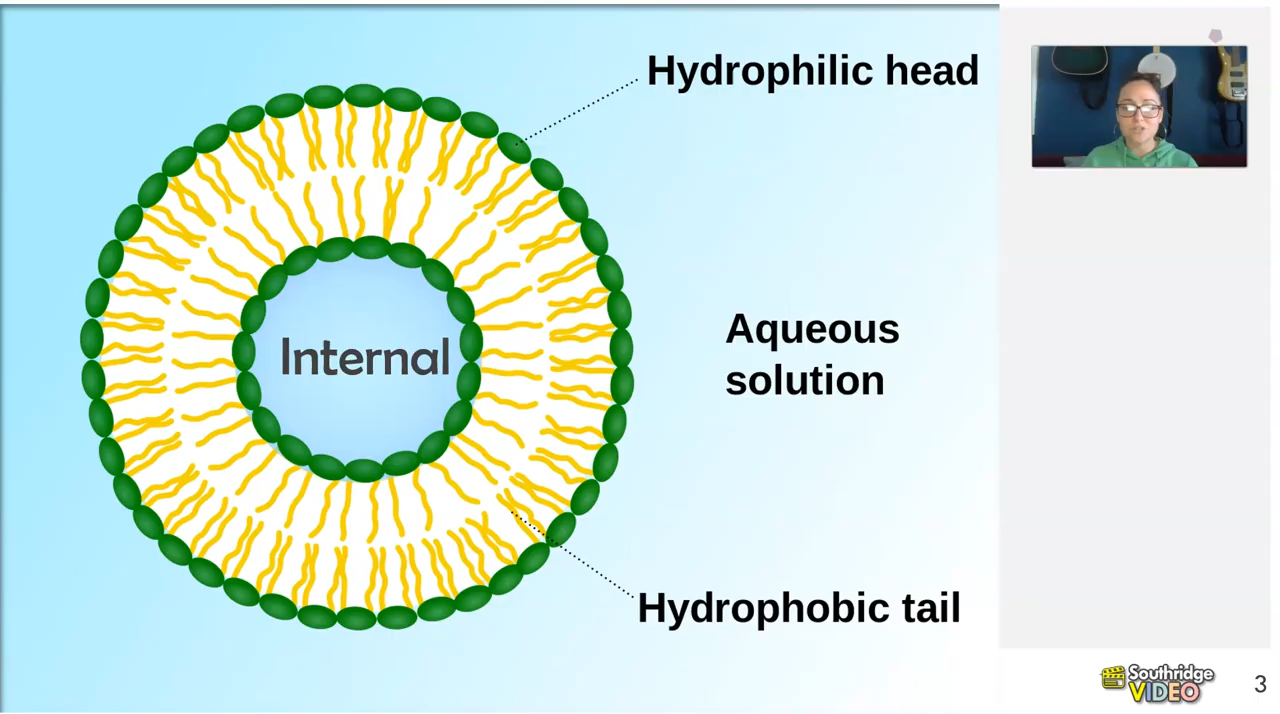 Hydrophilic head
Internal
Aqueous
solution
Hydrophobic tail
Southridge
VIDEO
3